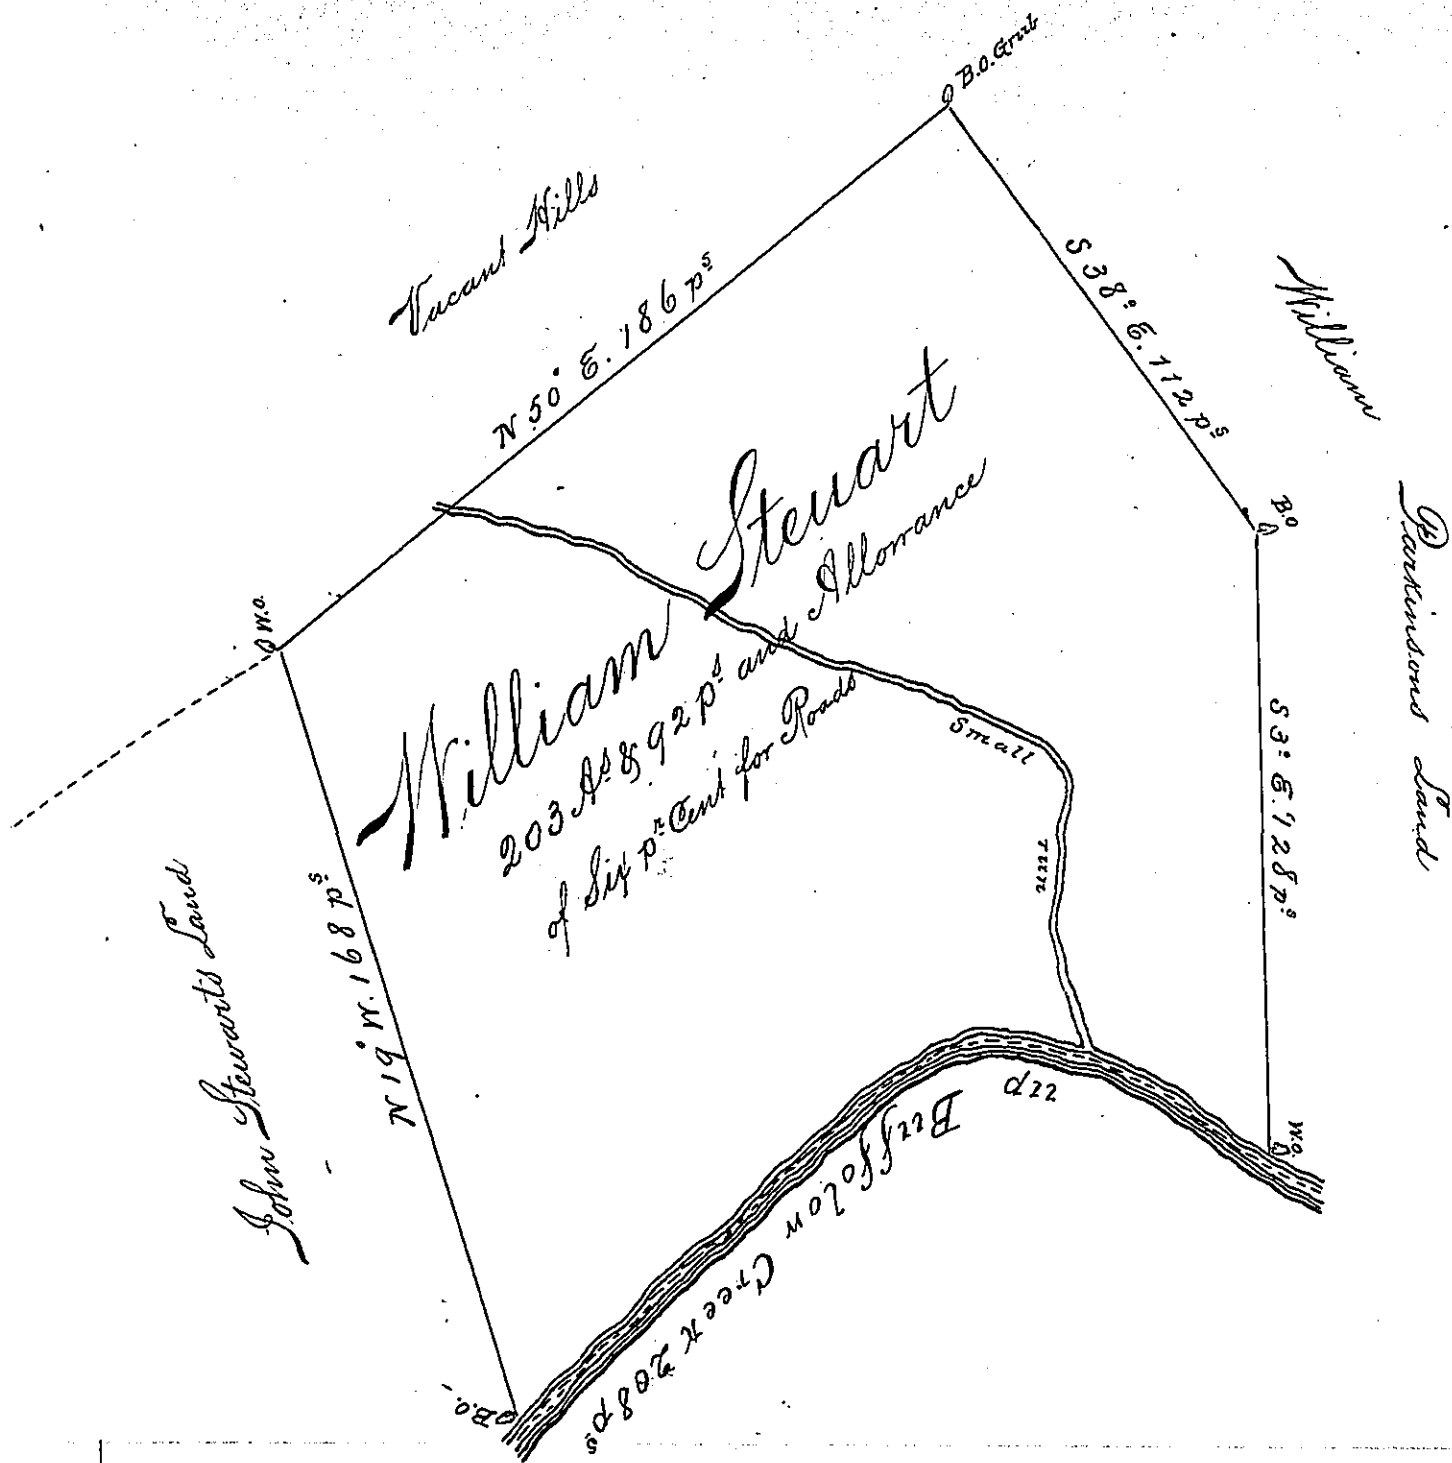 B.O. Grub
Vacant Hills
N 50° E. 186 pˢ
S 38° E. 112 pˢ
William
Parkinsons Land
B.O
W.O.
William Steuart
203 Aˢ & 92 pˢ and Allowance
of Six pʳ Cent for Roads
Small
run
S 3° E. 128 pˢ
John Stewarts Land
N 19° W. 168 pˢ
W.O.
up
Buffolow Creek 208 pˢ
B.O.